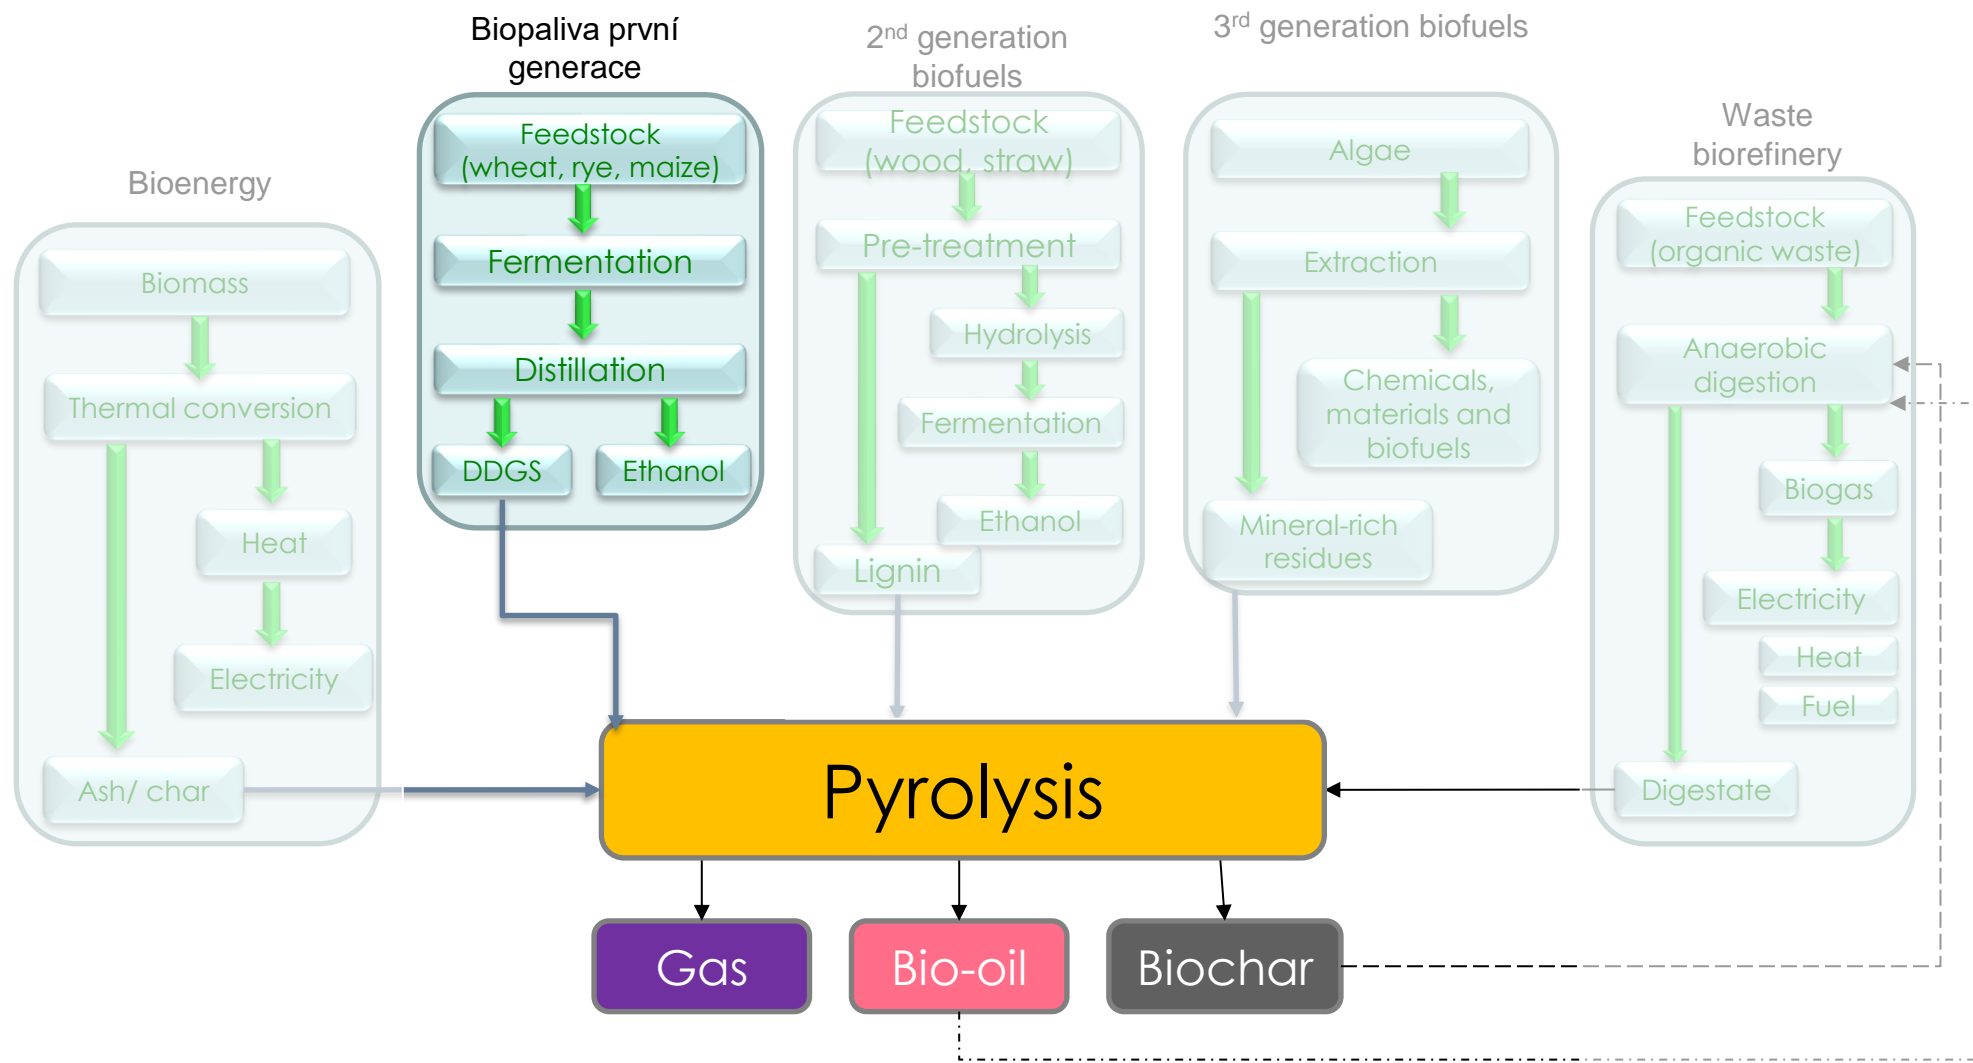 Bioenergy
Biomass
Thermal conversion
Heat
Electricity
Ash/ char
Biopaliva první
generace
Feedstock
(wheat, rye, maize)
Fermentation
Distillation
DDGS
Ethanol
2nd generation
biofuels
Feedstock
(wood, straw)
Pre-treatment
Hydrolysis
Fermentation
Ethanol
Lignin
3rd generation biofuels
Algae
Extraction
Chemicals,
materials and
biofuels
Mineral-rich
residues
Waste
biorefinery
Feedstock
(organic waste)
Anaerobic
digestion
Biogas
Electricity
Heat
Fuel
Digestate
Pyrolysis
Gas
Bio-oil
Biochar